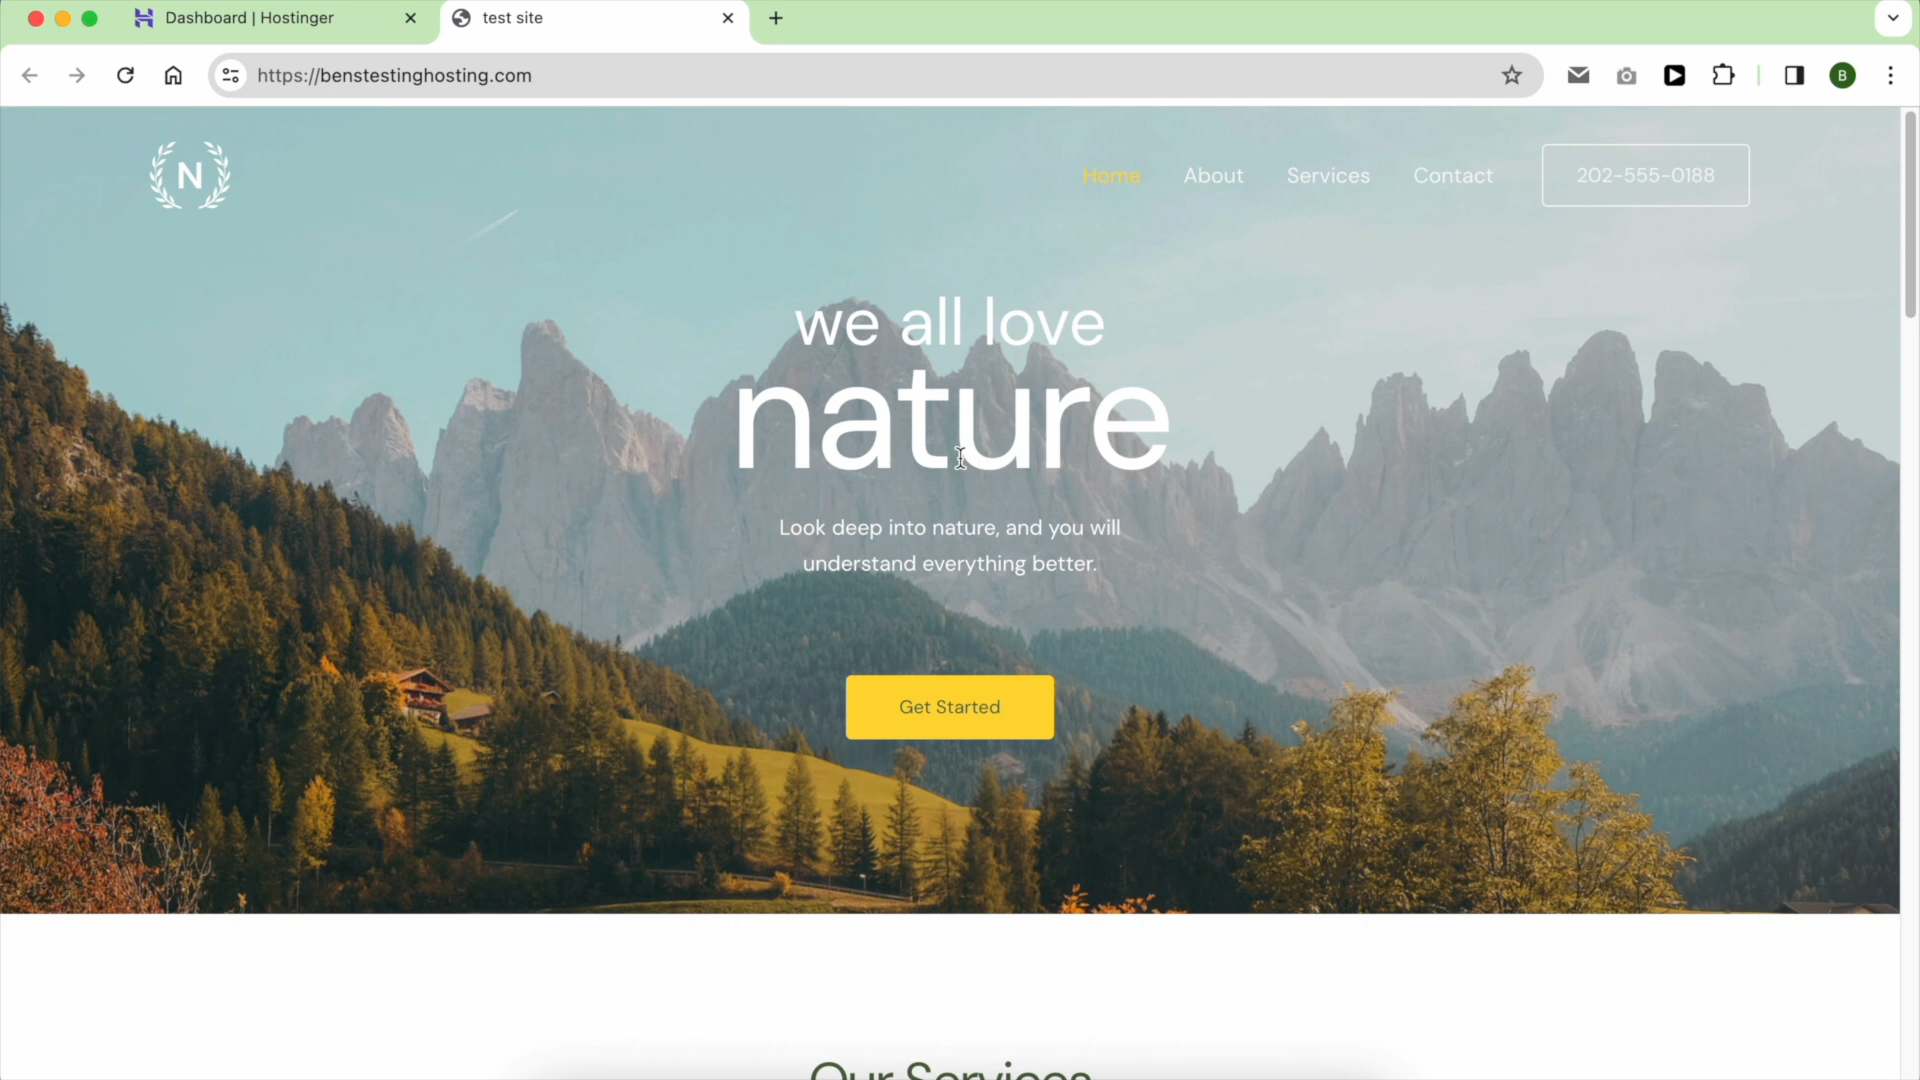 Dashboard | Hostinger
test site
https://benstestinghosting.com
B
N
Home
About
Services
Contact
202-555-0188
we all love
nature
Look deep into nature, and you will
understand everything better.
Get Started
Our Services